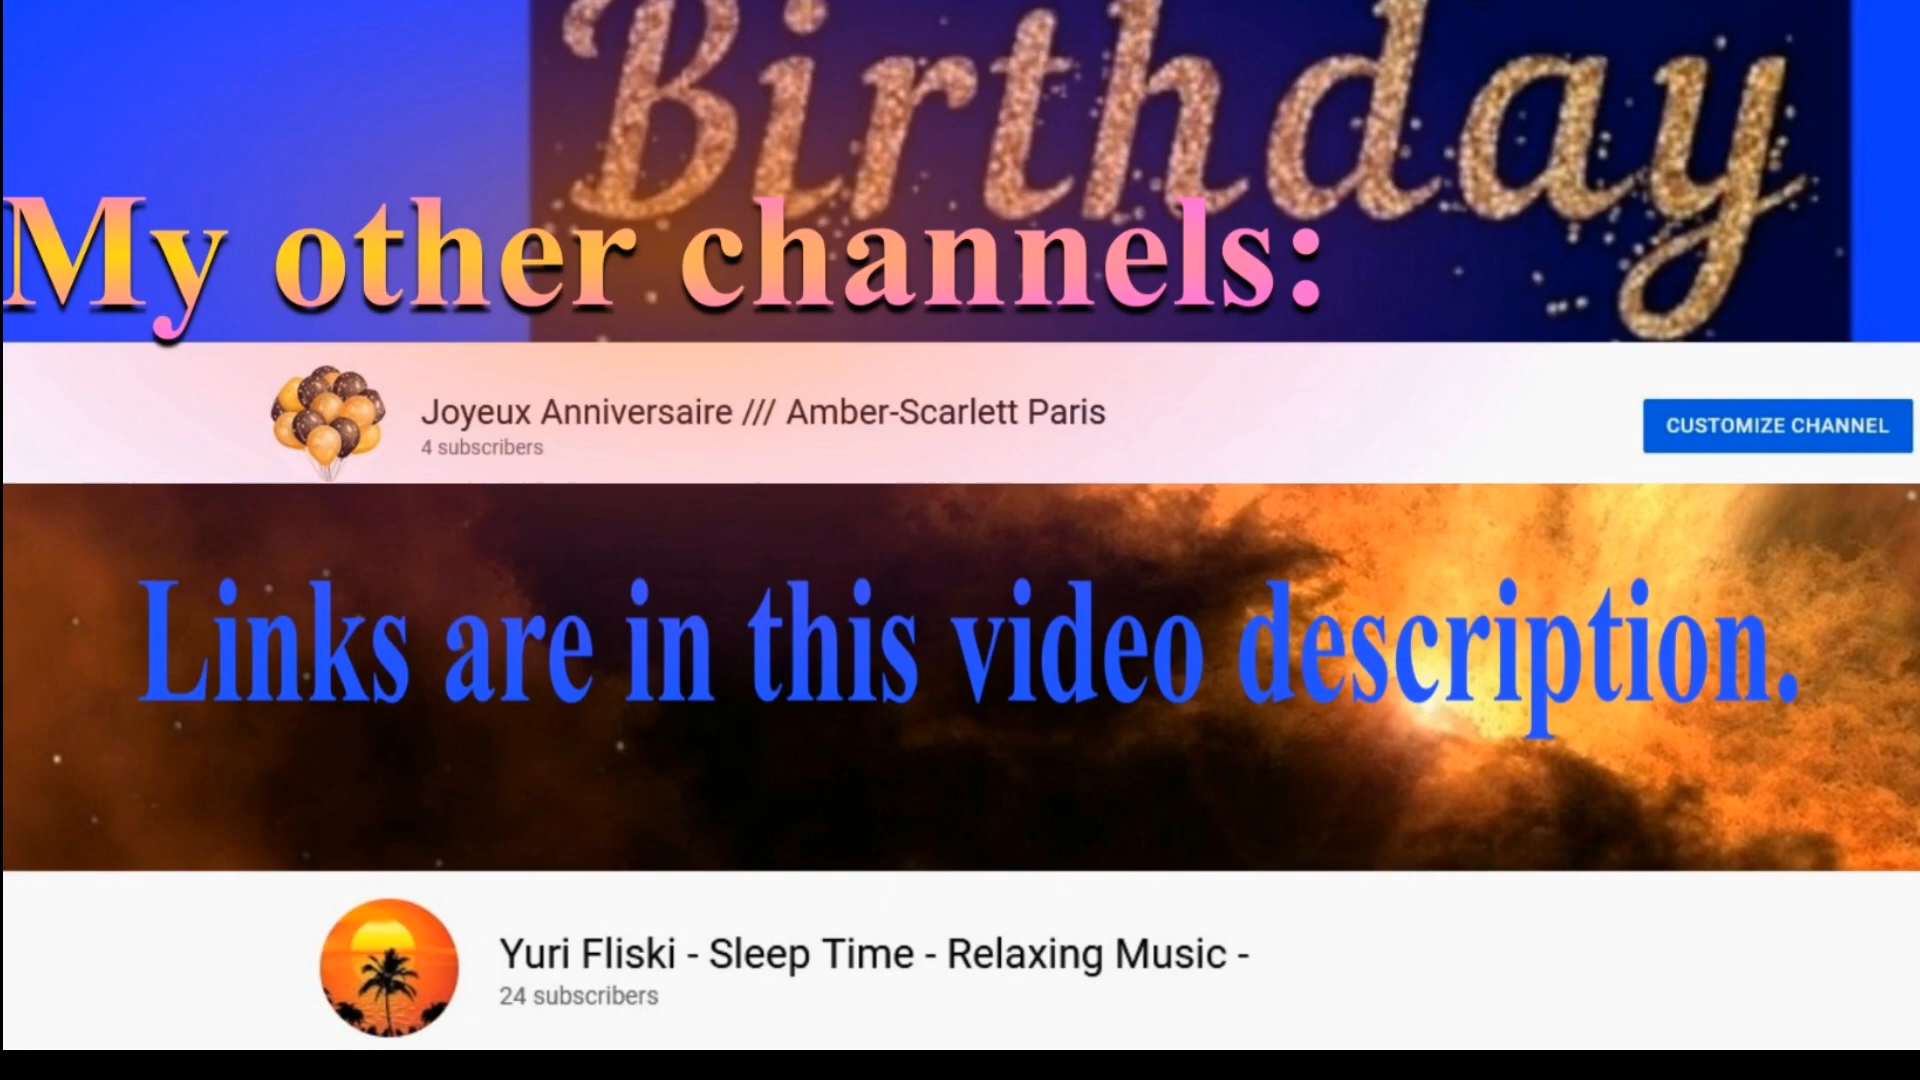 Birthday
My other channels:
Joyeux Anniversaire /// Amber-Scarlett Paris
4 subscribers
CUSTOMIZE CHANNEL
Links are in this video description.
Yuri Fliski - Sleep Time - Relaxing Music -
24 subscribers